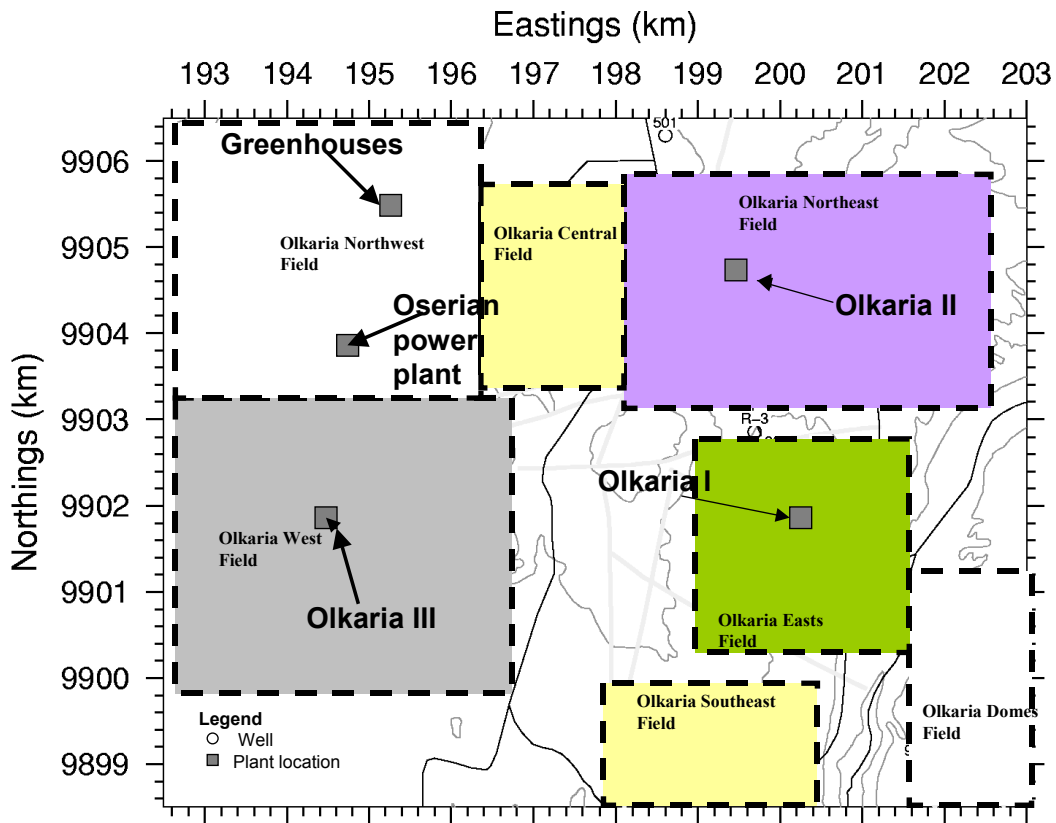 Eastings (km)
193 194 195 196 197 198 199 200 201 202 203
Northings (km)
9906
9905
9904
9903
9902
9901
9900
9899
501
Greenhouses
Olkaria Northwest
Field
Oserian
power
plant
Olkaria Central
Field
Olkaria Northeast
Field
Olkaria II
R-3
Olkaria I
Olkaria West
Field
Olkaria III
Olkaria Easts
Field
Olkaria Southeast
Field
Olkaria Domes
Field
Legend
Well
Plant location